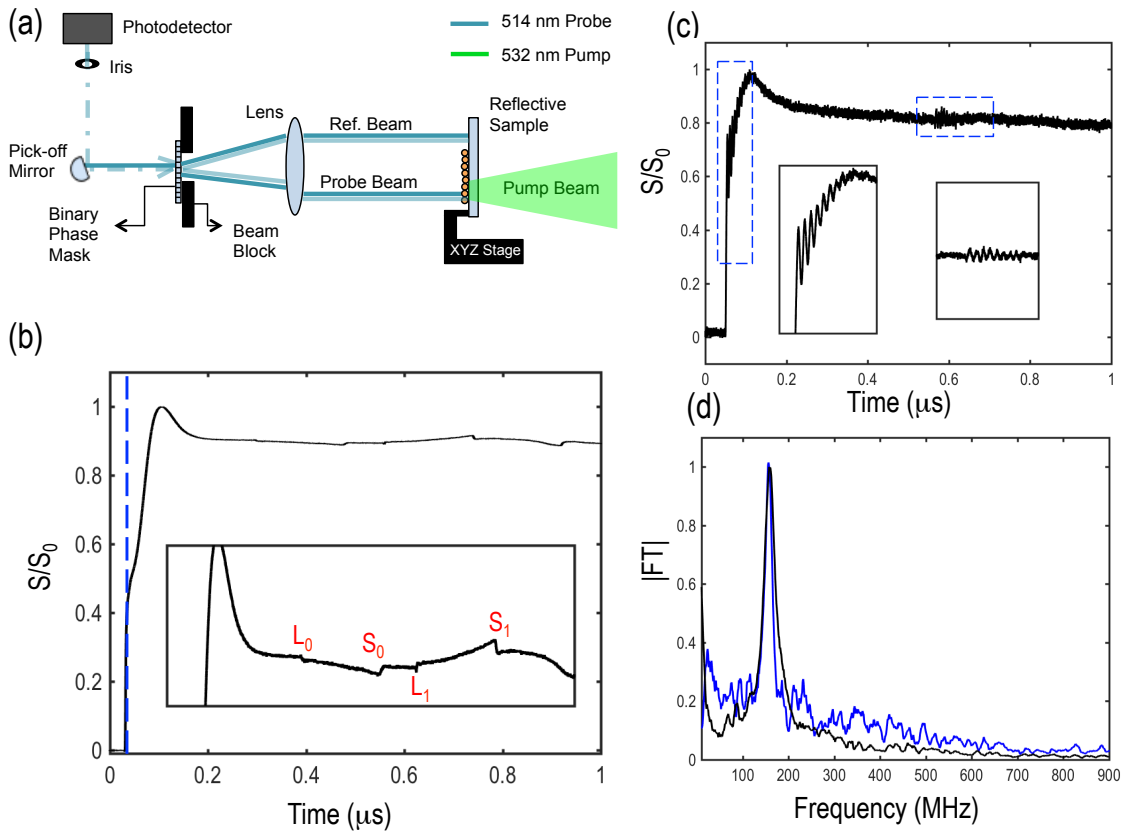 (a)
Photodetector
Iris
514 nm Probe
532 nm Pump
Lens
Ref. Beam
Reflective
Sample
Pick-off
Mirror
Probe Beam
Pump Beam
Binary
Phase
Mask
Beam
Block
XYZ Stage
(b)
S/S0
1
0.8
0.6
0.4
0.2
0
L0
S0
L1
S1
0 0.2 0.4 0.6 0.8 1
Time (μs)
(c)
S/S0
1
0.8
0.6
0.4
0.2
0
0 0.2 0.4 0.6 0.8 1
Time (μs)
(d)
|FT|
1
0.8
0.6
0.4
0.2
0
100 200 300 400 500 600 700 800 900
Frequency (MHz)